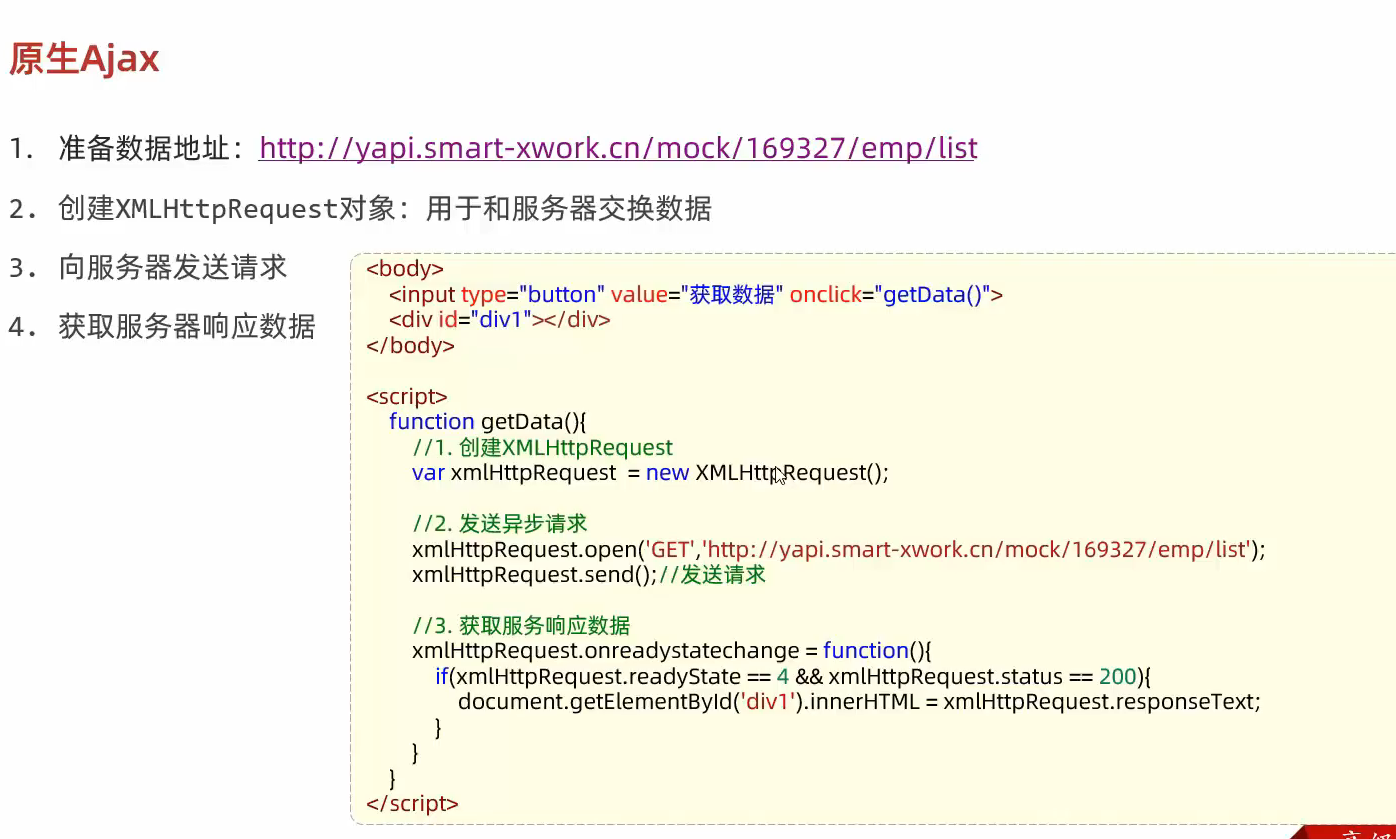 原生Ajax
1. 准备数据地址：http://yapi.smart-xwork.cn/mock/169327/emp/list
2. 创建XMLHttpRequest对象：用于和服务器交换数据
3. 向服务器发送请求
4. 获取服务器响应数据
<body>
<input type="button" value="获取数据" onclick="getData()">
<div id="div1"></div>
</body>
<script>
function getData(){
//1. 创建XMLHttpRequest
var xmlHttpRequest = new XMLHttpRequest();
//2. 发送异步请求
xmlHttpRequest.open('GET','http://yapi.smart-xwork.cn/mock/169327/emp/list');
xmlHttpRequest.send();//发送请求
//3. 获取服务响应数据
xmlHttpRequest.onreadystatechange = function(){
if(xmlHttpRequest.readyState == 4 && xmlHttpRequest.status == 200){
document.getElementById('div1').innerHTML = xmlHttpRequest.responseText;
}
}
}
</script>